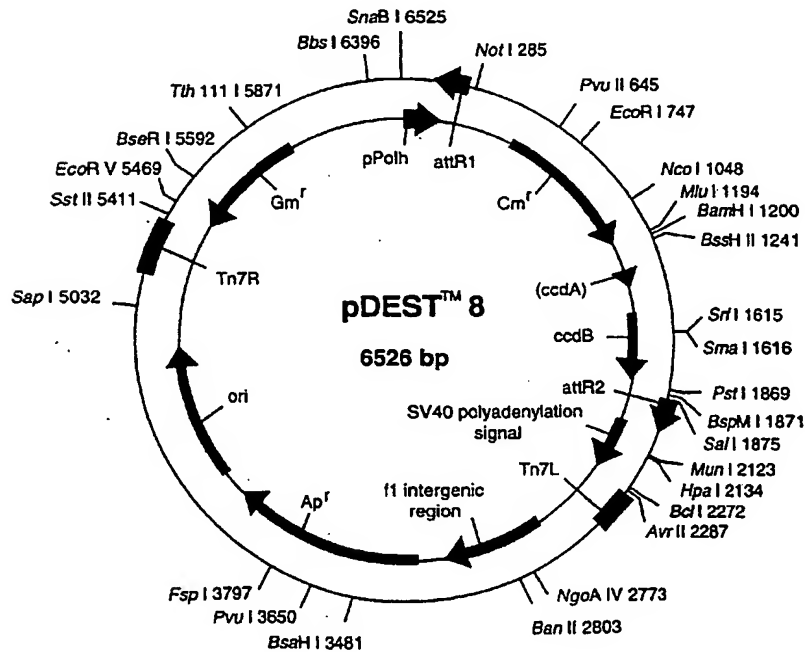 SnaB I 6525
Bbs I 6396
Not I 285
Tth 111 I 5871
Pvu II 645
EcoR I 747
BseR I 5592
EcoR V 5469
Sst II 5411
pPolh
attR1
Nco I 1048
Mlu I 1194
BamH I 1200
BssH II 1241
Gmr
Cmr
Tn7R
Sap I 5032
(ccdA)
pDEST™ 8
6526 bp
ccdB
Srf I 1615
Sma I 1616
attR2
Pst I 1869
BspM I 1871
Sal I 1875
ori
SV40 polyadenylation
signal
Mun I 2123
Hpa I 2134
Bcl I 2272
Avr II 2287
Tn7L
f1 intergenic
region
Apr
Fsp I 3797
Pvu I 3650
BsaH I 3481
NgoA IV 2773
Ban II 2803